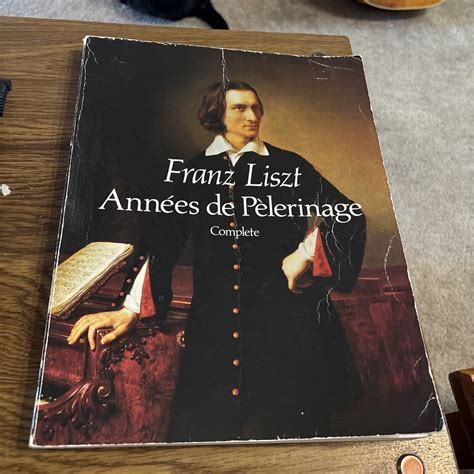 Franz Liszt
Années de Pèlerinage
Complete